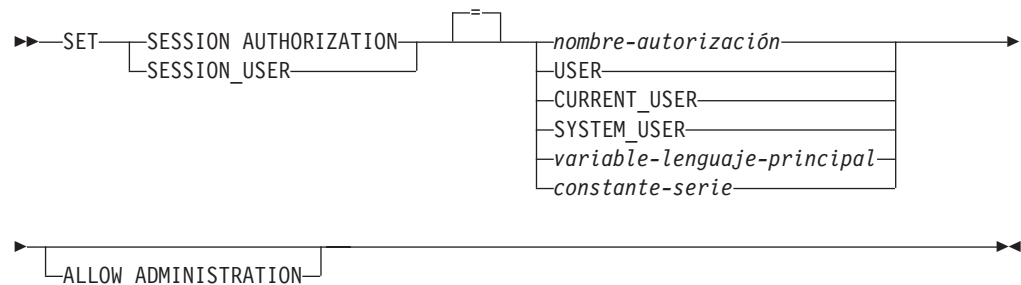 =
SET SESSION AUTHORIZATION nombre-autorización
SESSION_USER USER
CURRENT_USER
SYSTEM_USER
variable-lenguaje-principal
constante-serie
ALLOW ADMINISTRATION